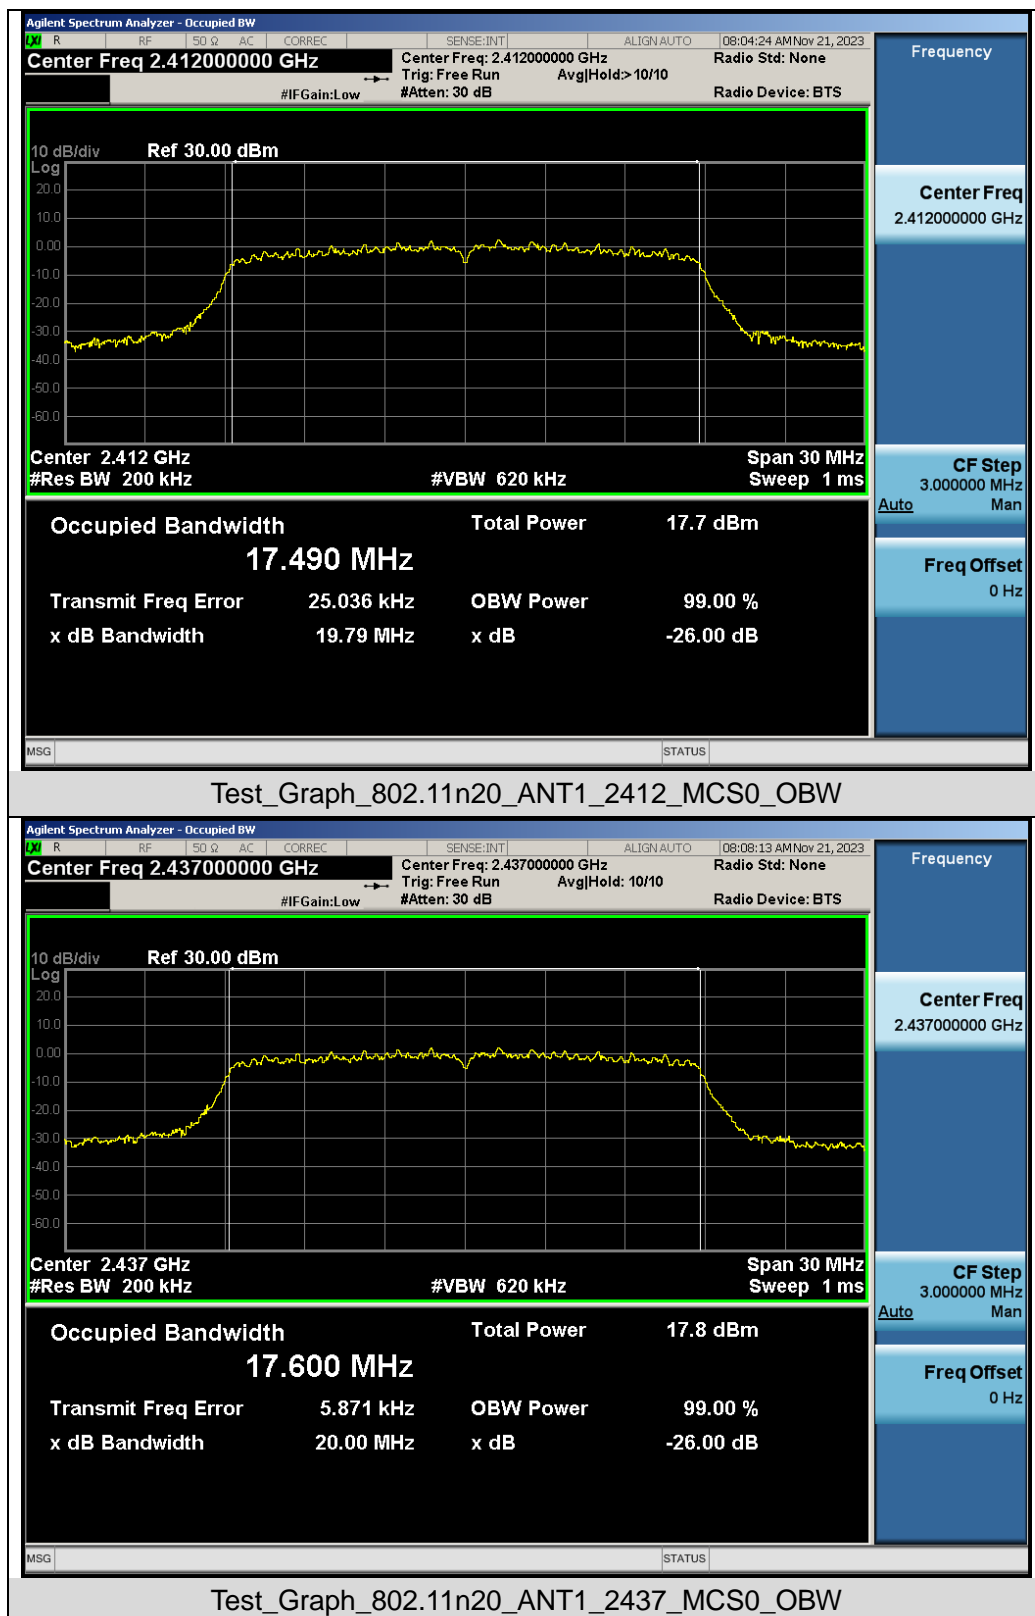 Agilent Spectrum Analyzer - Occupied BW
LXI R RF 50 Ω AC CORREC SENSE:INT ALIGN AUTO 08:04:24 AM Nov 21, 2023
Center Freq 2.412000000 GHz
Center Freq: 2.412000000 GHz
Radio Std: None
Trig: Free Run Avg|Hold:> 10/10
#IFGain:Low #Atten: 30 dB Radio Device: BTS
Frequency
10 dB/div Ref 30.00 dBm
Log
20.0
10.0
0.00
-10.0
-20.0
-30.0
-40.0
-50.0
-60.0
Center 2.412 GHz Span 30 MHz
#Res BW 200 kHz #VBW 620 kHz Sweep 1 ms
Center Freq
2.412000000 GHz
CF Step
3.000000 MHz
Auto Man
Freq Offset
0 Hz
Occupied Bandwidth Total Power 17.7 dBm
17.490 MHz
Transmit Freq Error 25.036 kHz OBW Power 99.00 %
x dB Bandwidth 19.79 MHz x dB -26.00 dB
MSG STATUS
Test_Graph_802.11n20_ANT1_2412_MCS0_OBW
Agilent Spectrum Analyzer - Occupied BW
LXI R RF 50 Ω AC CORREC SENSE:INT ALIGN AUTO 08:08:13 AM Nov 21, 2023
Center Freq 2.437000000 GHz
Center Freq: 2.437000000 GHz
Radio Std: None
Trig: Free Run Avg|Hold: 10/10
#IFGain:Low #Atten: 30 dB Radio Device: BTS
Frequency
10 dB/div Ref 30.00 dBm
Log
20.0
10.0
0.00
-10.0
-20.0
-30.0
-40.0
-50.0
-60.0
Center 2.437 GHz Span 30 MHz
#Res BW 200 kHz #VBW 620 kHz Sweep 1 ms
Center Freq
2.437000000 GHz
CF Step
3.000000 MHz
Auto Man
Freq Offset
0 Hz
Occupied Bandwidth Total Power 17.8 dBm
17.600 MHz
Transmit Freq Error 5.871 kHz OBW Power 99.00 %
x dB Bandwidth 20.00 MHz x dB -26.00 dB
MSG STATUS
Test_Graph_802.11n20_ANT1_2437_MCS0_OBW